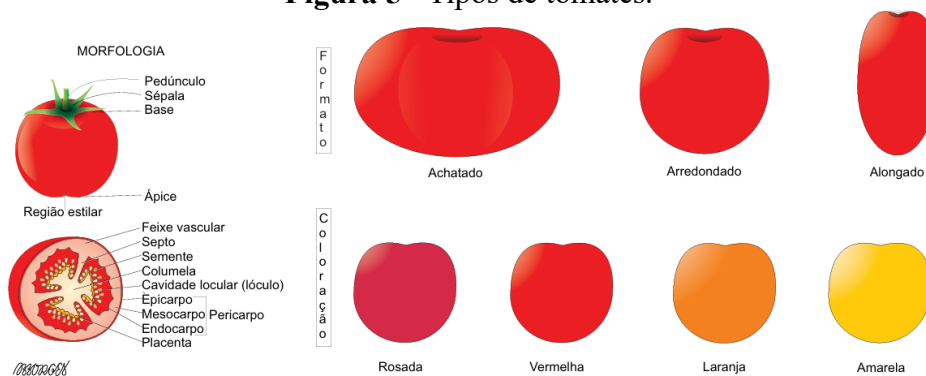 Figura 3 - Tipos de tomates.
MORFOLOGIA
Pedúnculo
Sépala
Base
Ápice
Região estilar
Feixe vascular
Septo
Semente
Columela
Cavidade locular (lóculo)
Epicarpo
Mesocarpo
Pericarpo
Endocarpo
Placenta
Formato
Achatado
Arredondado
Alongado
Coloração
Rosada
Vermelha
Laranja
Amarela